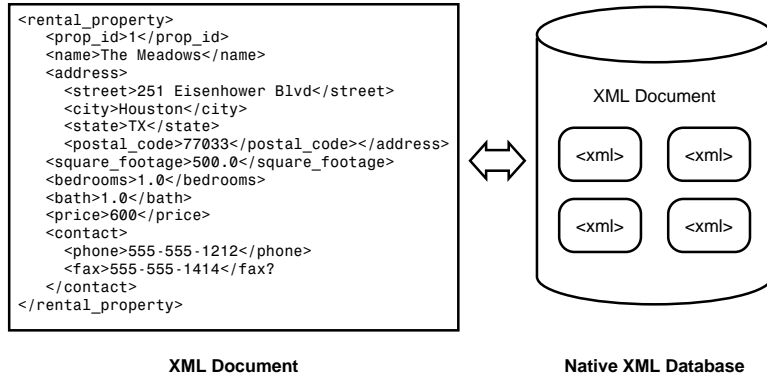 <rental_property>
<prop_id>1</prop_id>
<name>The Meadows</name>
<address>
<street>251 Eisenhower Blvd</street>
<city>Houston</city>
<state>TX</state>
<postal_code>77033</postal_code></address>
<square_footage>500.0</square_footage>
<bedrooms>1.0</bedrooms>
<bath>1.0</bath>
<price>600</price>
<contact>
<phone>555-555-1212</phone>
<fax>555-555-1414</fax?
</contact>
</rental_property>
XML Document
<xml> <xml>
<xml> <xml>
XML Document
Native XML Database